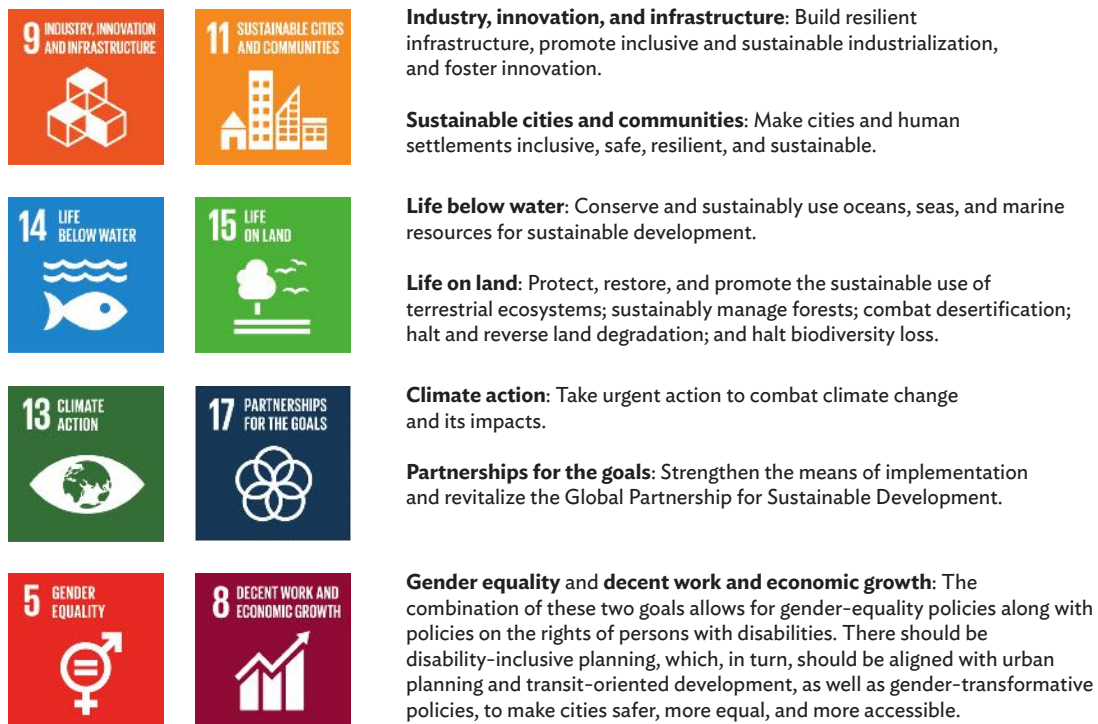 9 INDUSTRY, INNOVATION
AND INFRASTRUCTURE
11 SUSTAINABLE CITIES
AND COMMUNITIES
Industry, innovation, and infrastructure: Build resilient
infrastructure, promote inclusive and sustainable industrialization,
and foster innovation.
Sustainable cities and communities: Make cities and human
settlements inclusive, safe, resilient, and sustainable.
14 LIFE
BELOW WATER
15 LIFE
ON LAND
Life below water: Conserve and sustainably use oceans, seas, and marine
resources for sustainable development.
Life on land: Protect, restore, and promote the sustainable use of
terrestrial ecosystems; sustainably manage forests; combat desertification;
halt and reverse land degradation; and halt biodiversity loss.
13 CLIMATE
ACTION
17 PARTNERSHIPS
FOR THE GOALS
Climate action: Take urgent action to combat climate change
and its impacts.
Partnerships for the goals: Strengthen the means of implementation
and revitalize the Global Partnership for Sustainable Development.
5 GENDER
EQUALITY
8 DECENT WORK AND
ECONOMIC GROWTH
Gender equality and decent work and economic growth: The
combination of these two goals allows for gender-equality policies along with
policies on the rights of persons with disabilities. There should be
disability-inclusive planning, which, in turn, should be aligned with urban
planning and transit-oriented development, as well as gender-transformative
policies, to make cities safer, more equal, and more accessible.